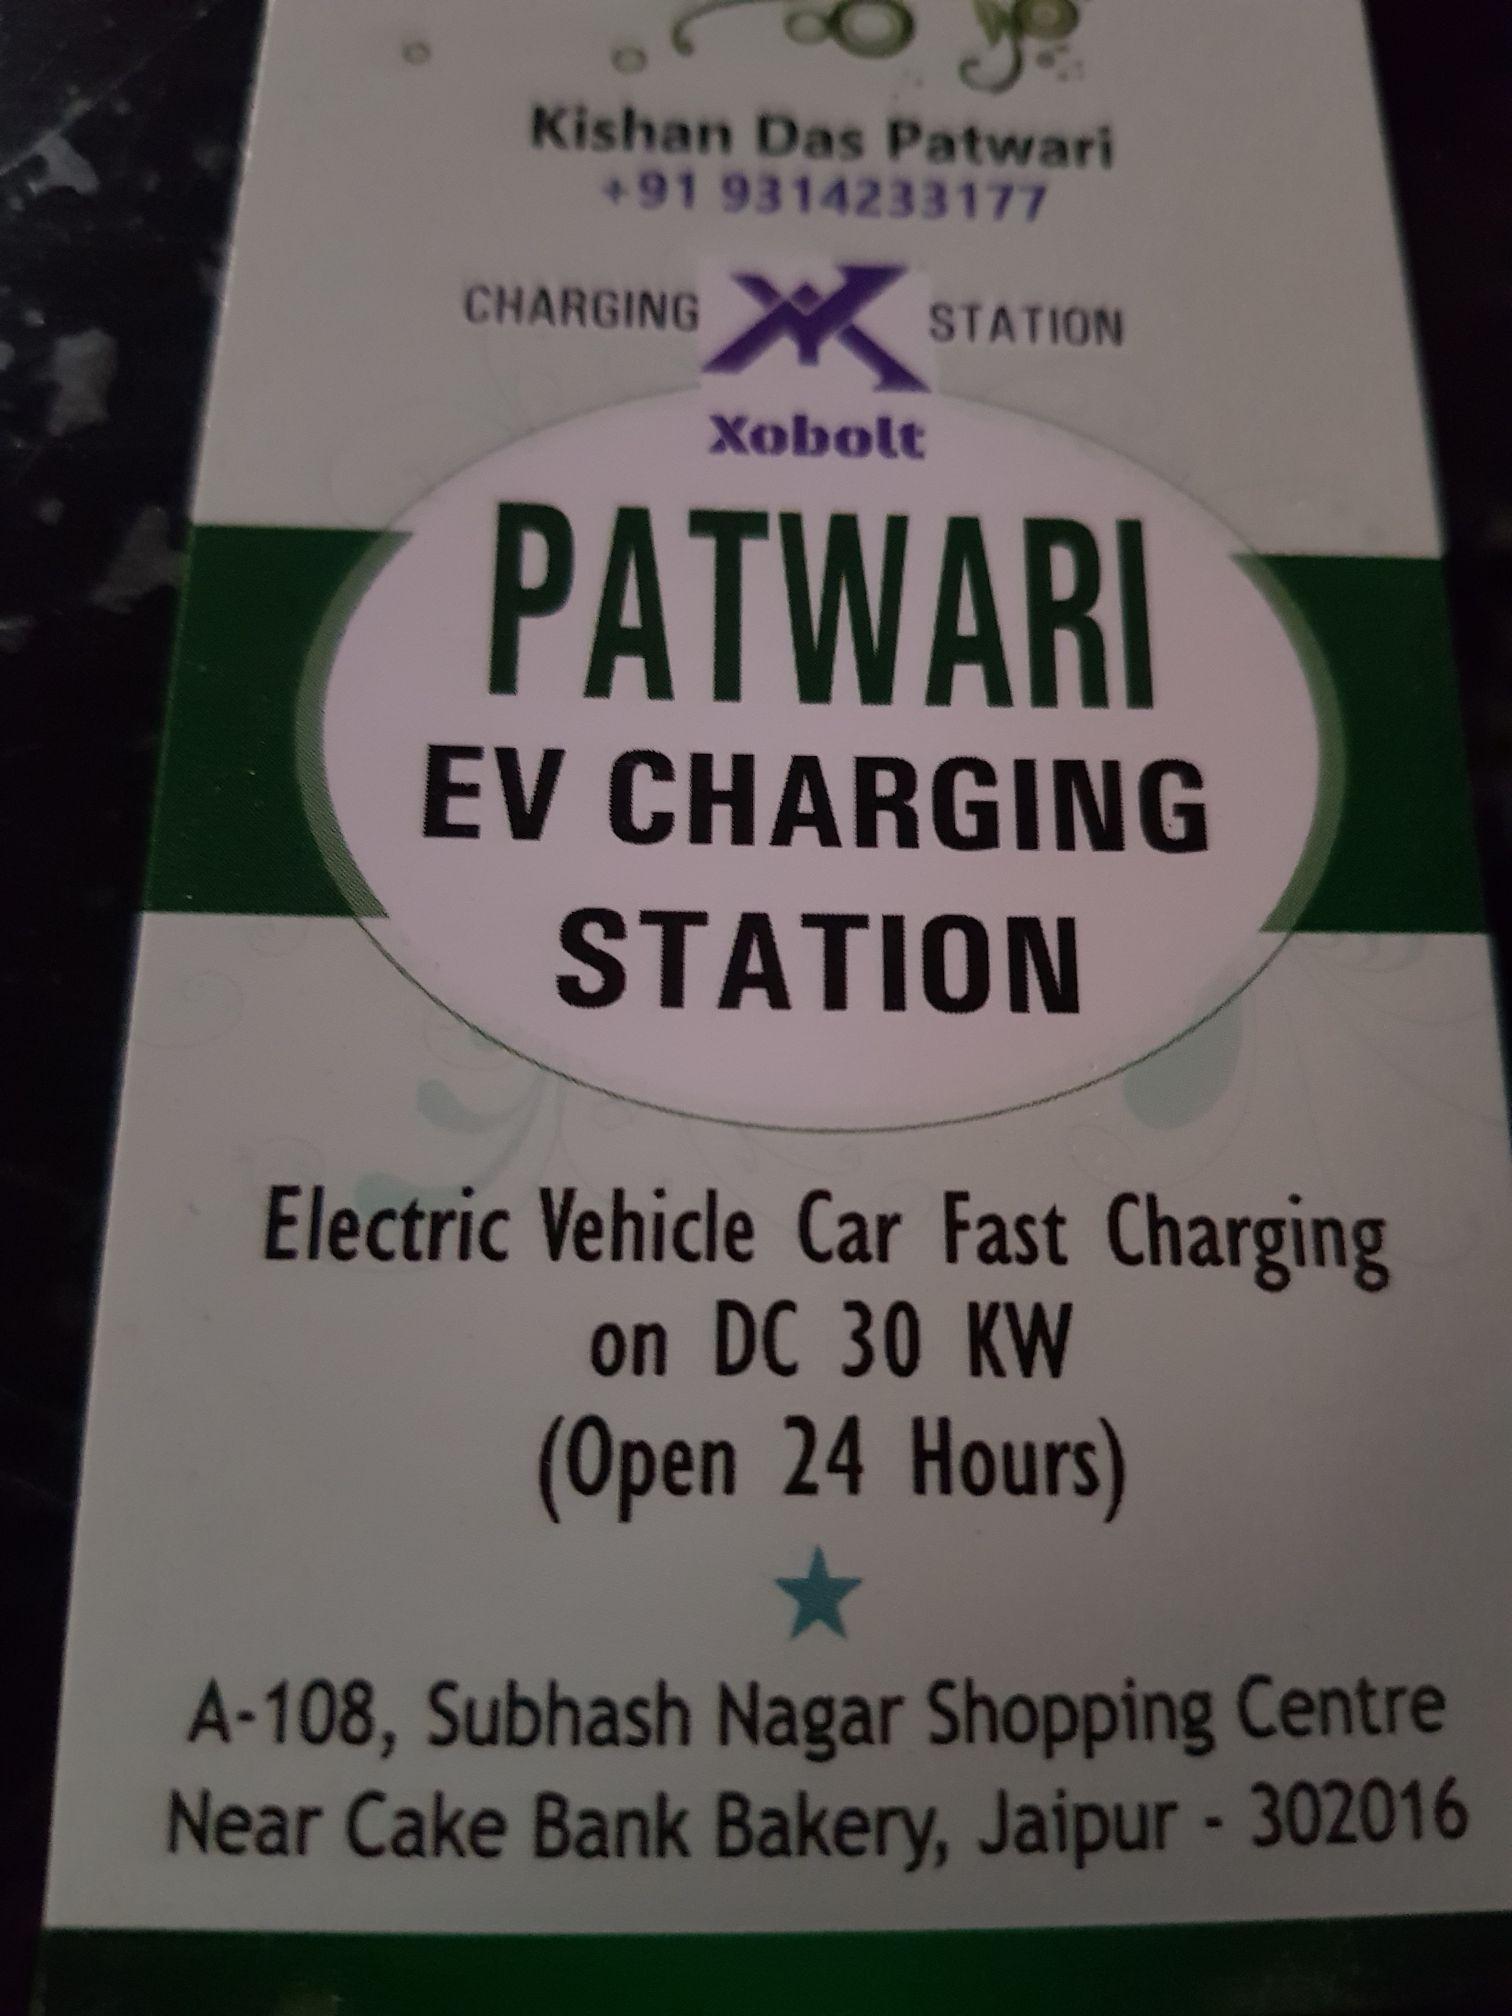 Kishan Das Patwari
+91 9314233177
CHARGING STATION
Xobolt
PATWARI
EV CHARGING
STATION
Electric Vehicle Car Fast Charging
on DC 30 KW
(Open 24 Hours)
A-108, Subhash Nagar Shopping Centre
Near Cake Bank Bakery, Jaipur - 302016